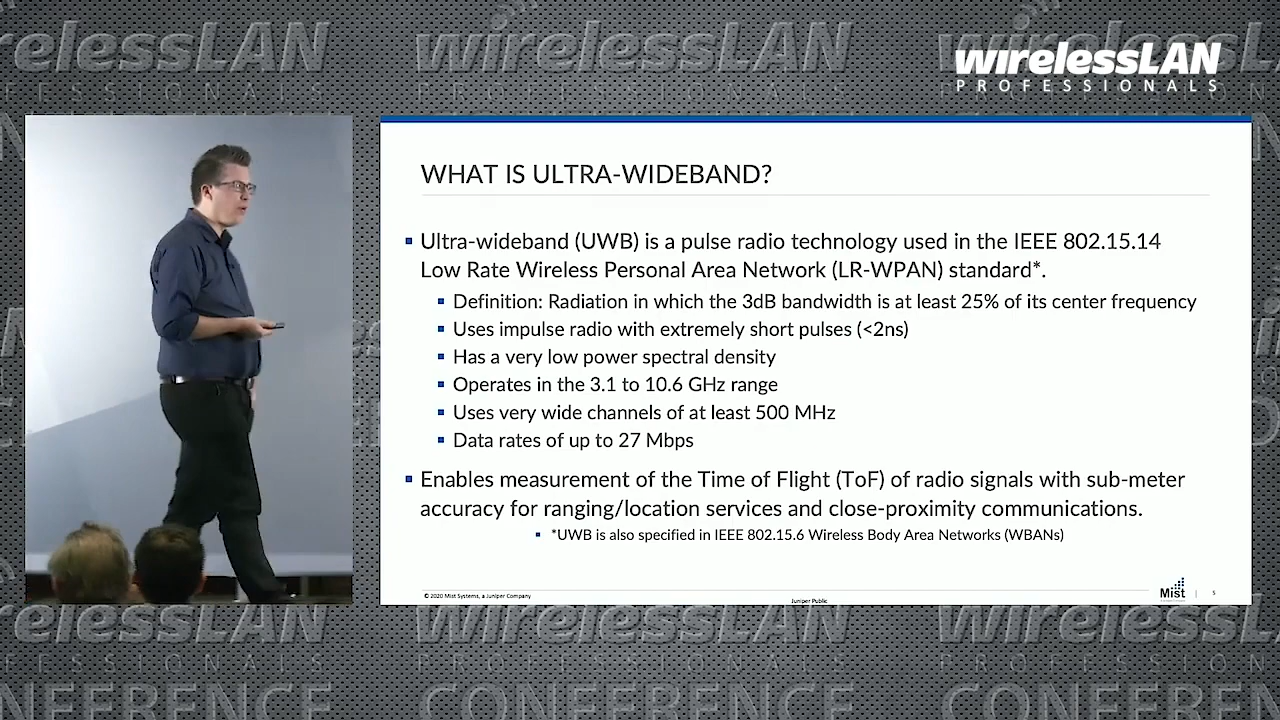 wirelessLAN
PROFESSIONALS
WHAT IS ULTRA-WIDEBAND?
Ultra-wideband (UWB) is a pulse radio technology used in the IEEE 802.15.14
Low Rate Wireless Personal Area Network (LR-WPAN) standard*.
Definition: Radiation in which the 3dB bandwidth is at least 25% of its center frequency
Uses impulse radio with extremely short pulses (<2ns)
Has a very low power spectral density
Operates in the 3.1 to 10.6 GHz range
Uses very wide channels of at least 500 MHz
Data rates of up to 27 Mbps
Enables measurement of the Time of Flight (ToF) of radio signals with sub-meter
accuracy for ranging/location services and close-proximity communications.
*UWB is also specified in IEEE 802.15.6 Wireless Body Area Networks (WBANs)
© 2020 Mist Systems, a Juniper Company
Juniper Public
Mist
5
wirelessLAN
PROFESSIONALS
CONFERENCE